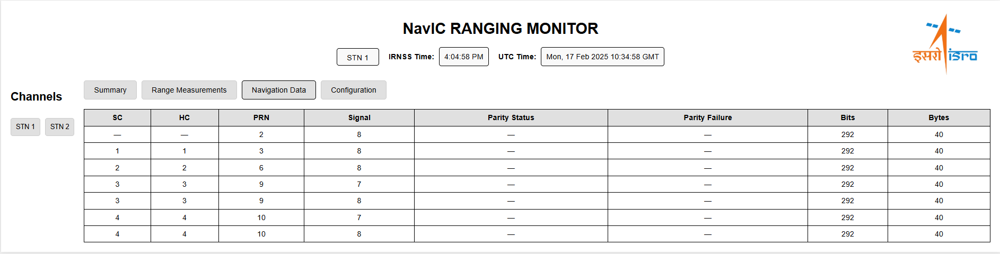 NavIC RANGING MONITOR
STN 1 IRNSS Time: 4:04:58 PM UTC Time: Mon, 17 Feb 2025 10:34:58 GMT
इसरो isro
Channels
STN 1 STN 2
Summary Range Measurements Navigation Data Configuration
SC HC PRN Signal Parity Status Parity Failure Bits Bytes
— — 2 8 — — 292 40
1 1 3 8 — — 292 40
2 2 6 8 — — 292 40
3 3 9 7 — — 292 40
3 3 9 8 — — 292 40
4 4 10 7 — — 292 40
4 4 10 8 — — 292 40